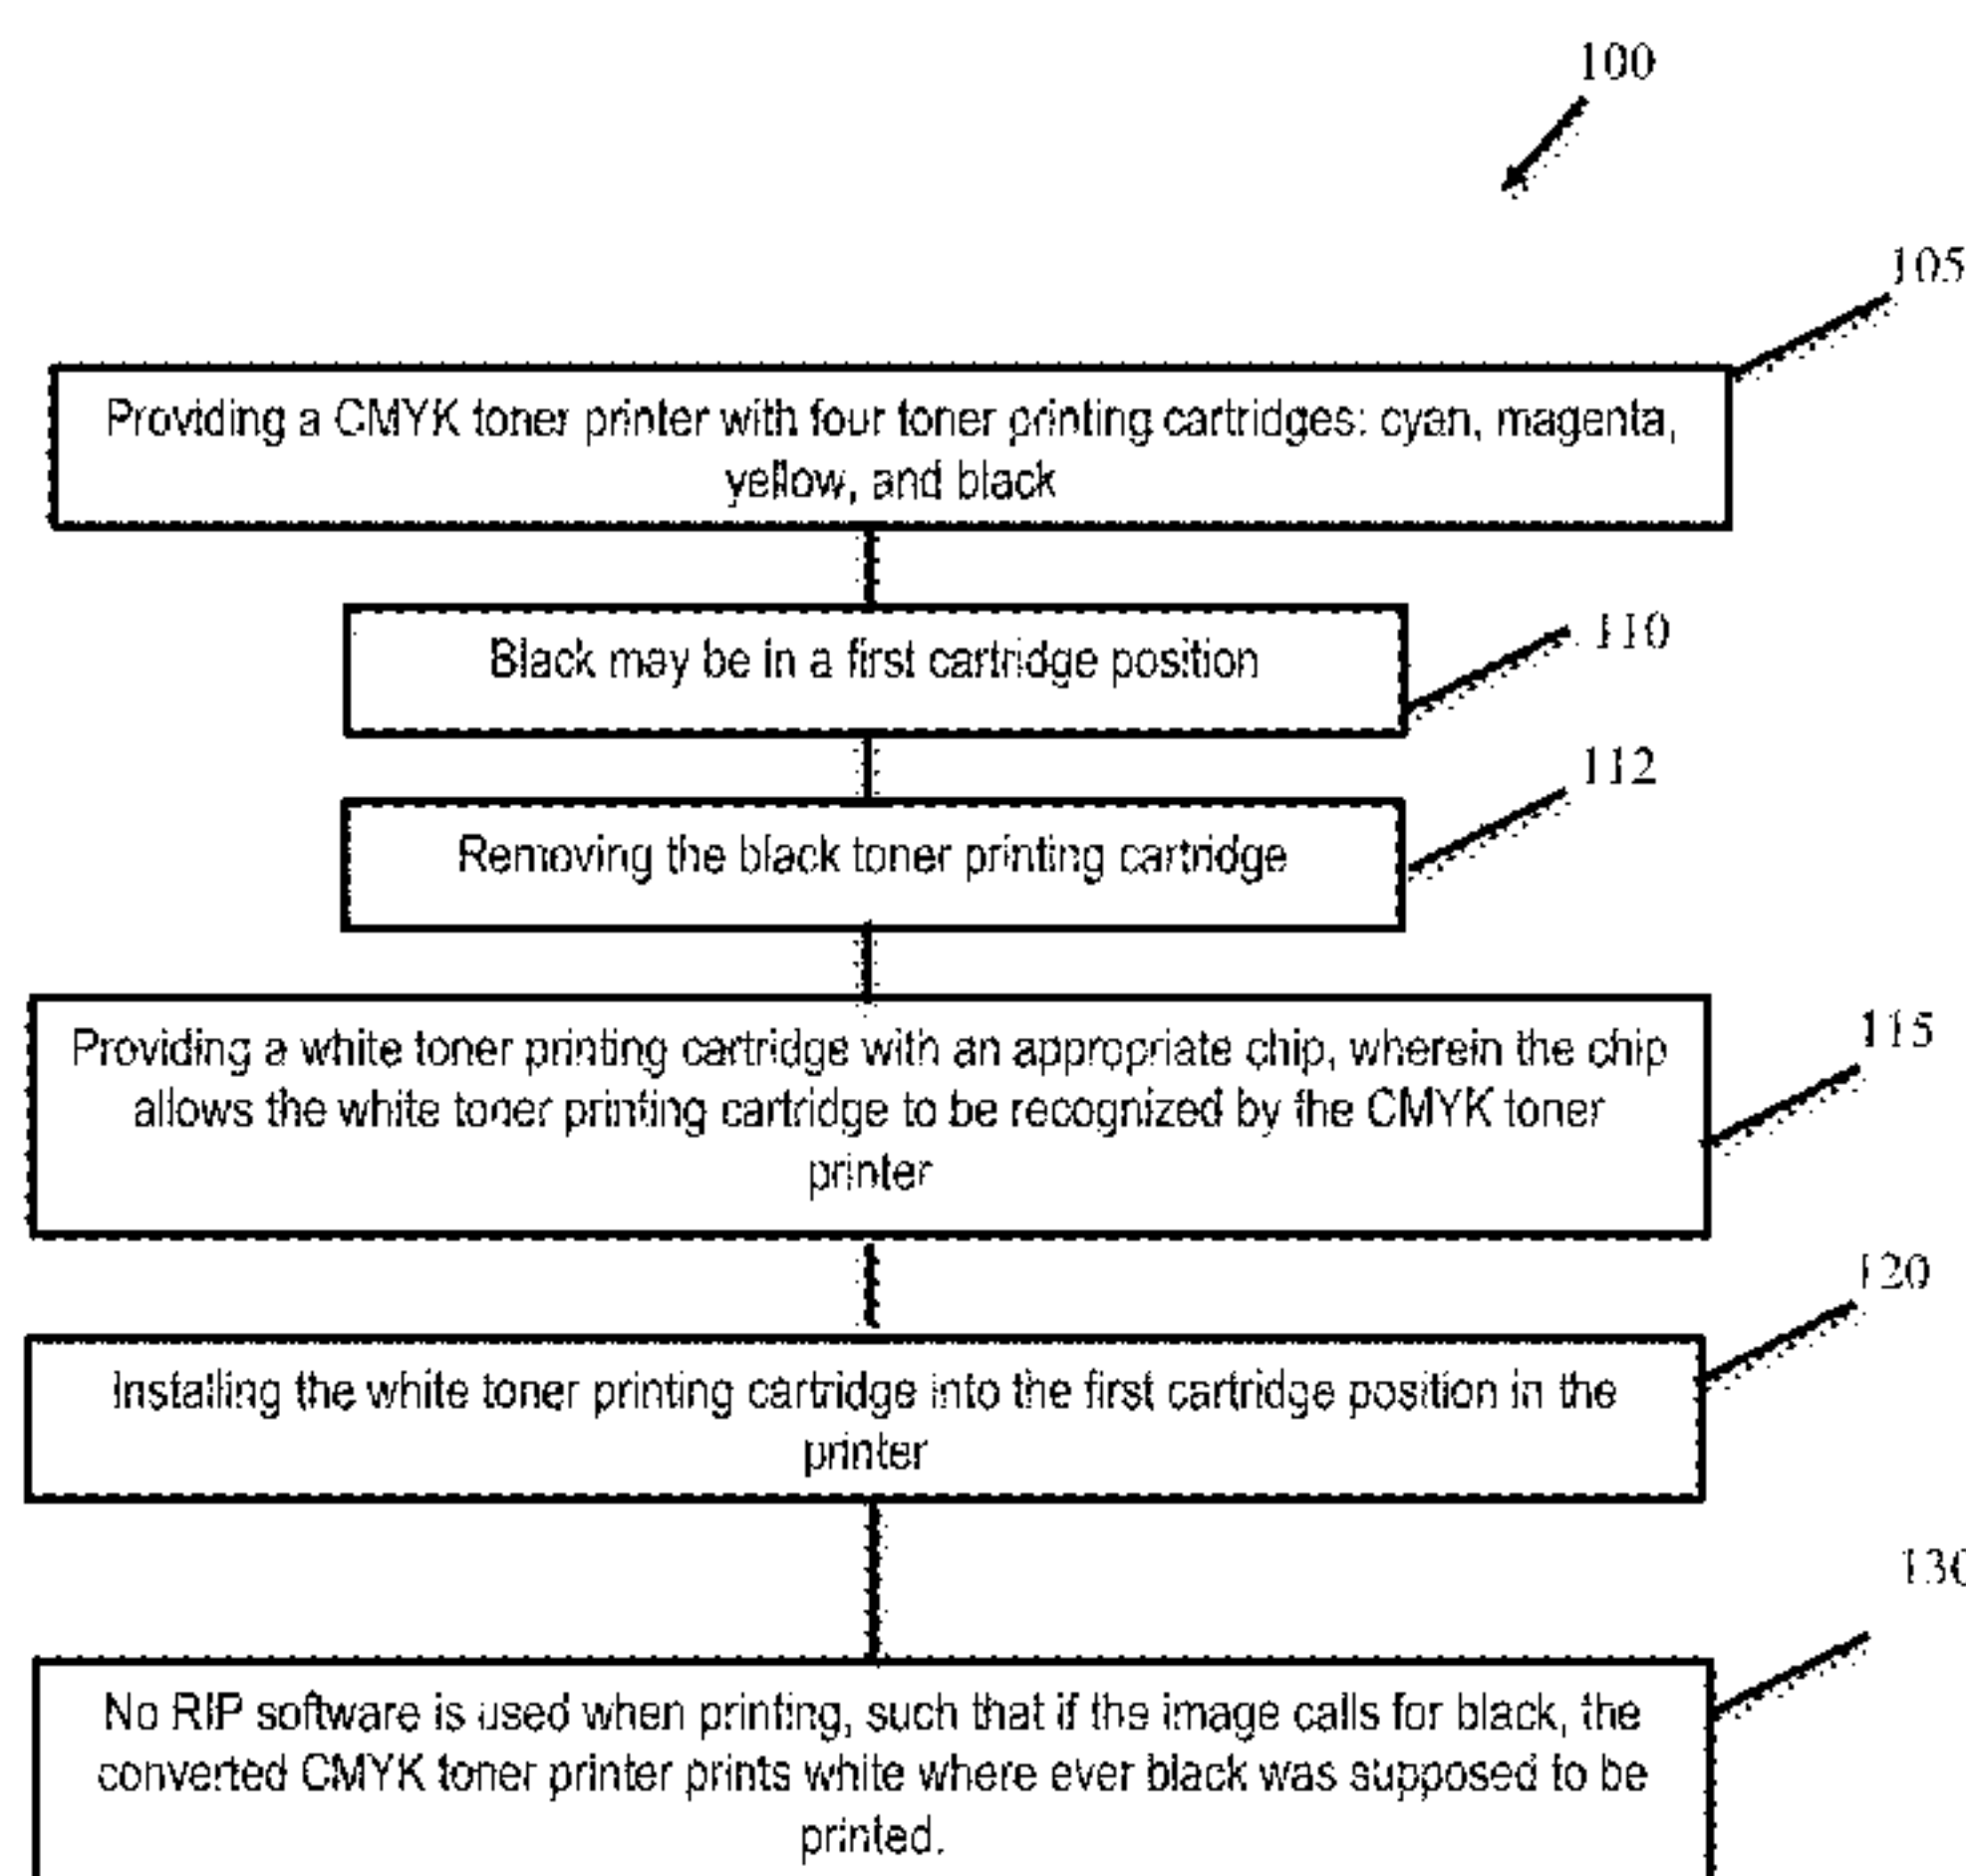 100
105
Providing a CMYK toner printer with four toner printing cartridges: cyan, magenta,
yellow, and black
110
Black may be in a first cartridge position
112
Removing the black toner printing cartridge
115
Providing a white toner printing cartridge with an appropriate chip, wherein the chip
allows the white toner printing cartridge to be recognized by the CMYK toner
printer
120
Installing the white toner printing cartridge into the first cartridge position in the
printer
130
No RIP software is used when printing, such that if the image calls for black, the
converted CMYK toner printer prints white where ever black was supposed to be
printed.